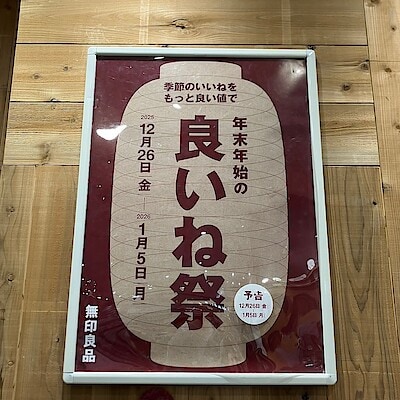 季節のいいねを
もっと良い値で
年末年始の
良いね祭
2025
12月26日 金
2026
1月5日 月
予告
12月26日 金
1月5日 月
無印良品